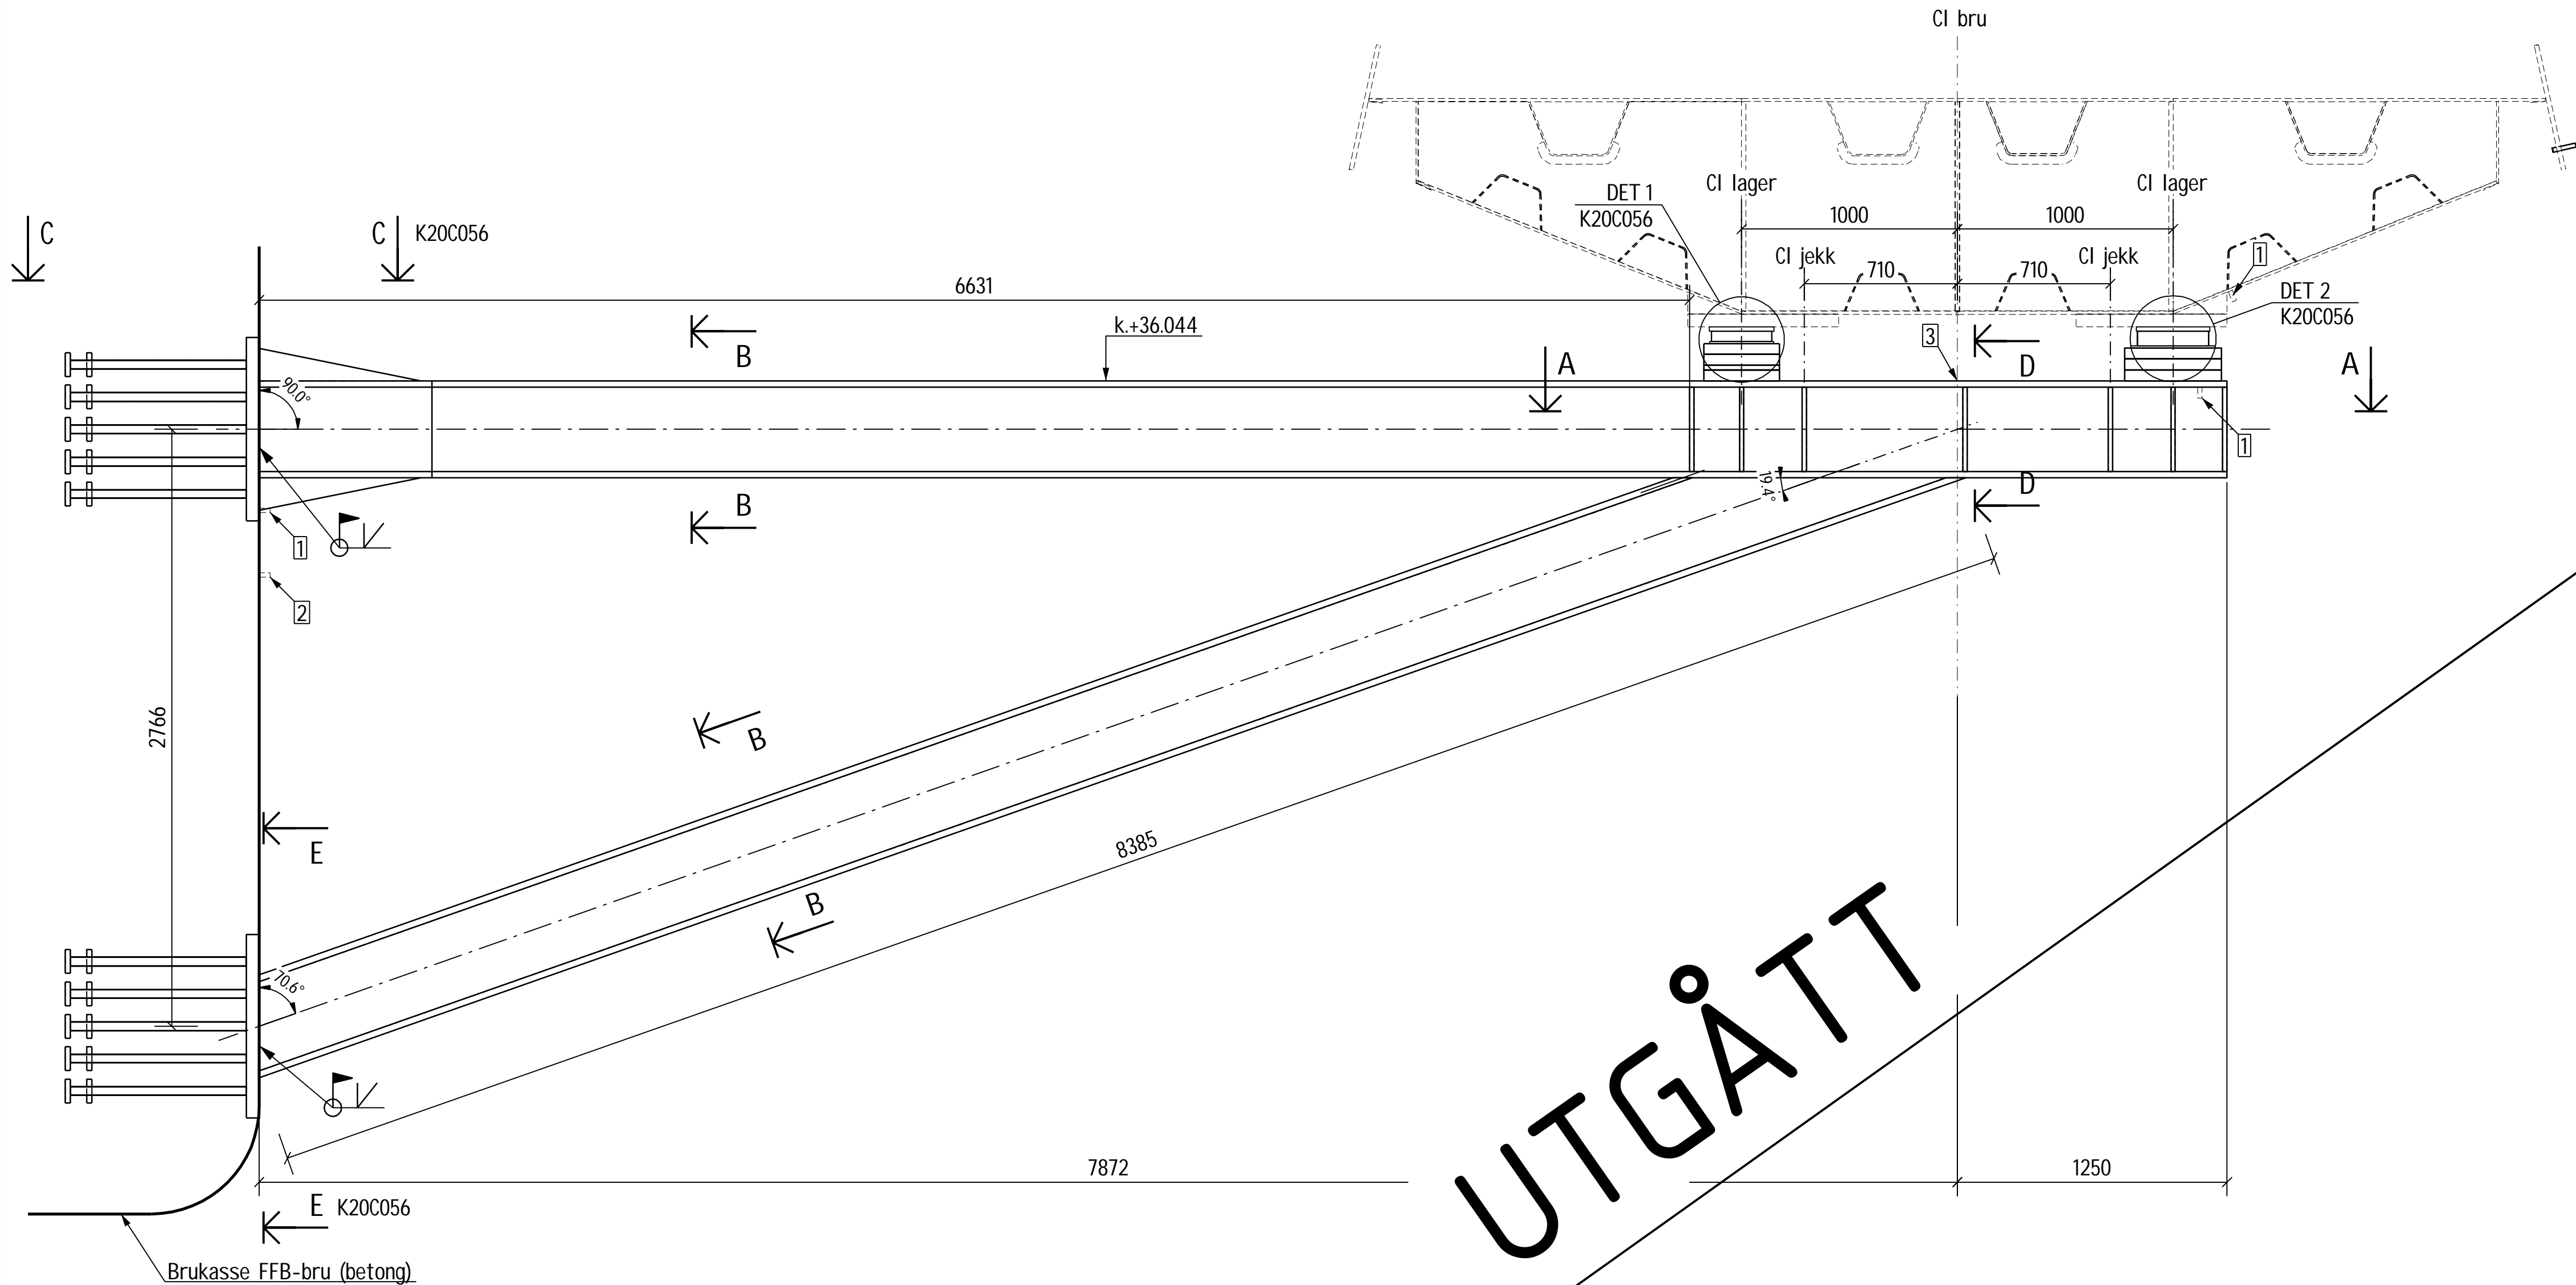 Cl bru
DET 1
K20C056
Cl lager
Cl lager
1000
1000
C
C
K20C056
Cl jekk
Cl jekk
710
710
1
6631
DET 2
K20C056
k.+36.044
B
3
D
A
A
90.0°
1
19.4°
D
B
1
2
2766
B
8385
E
B
70.6°
7872
1250
E
K20C056
Brukasse FFB-bru (betong)
UTGÅTT